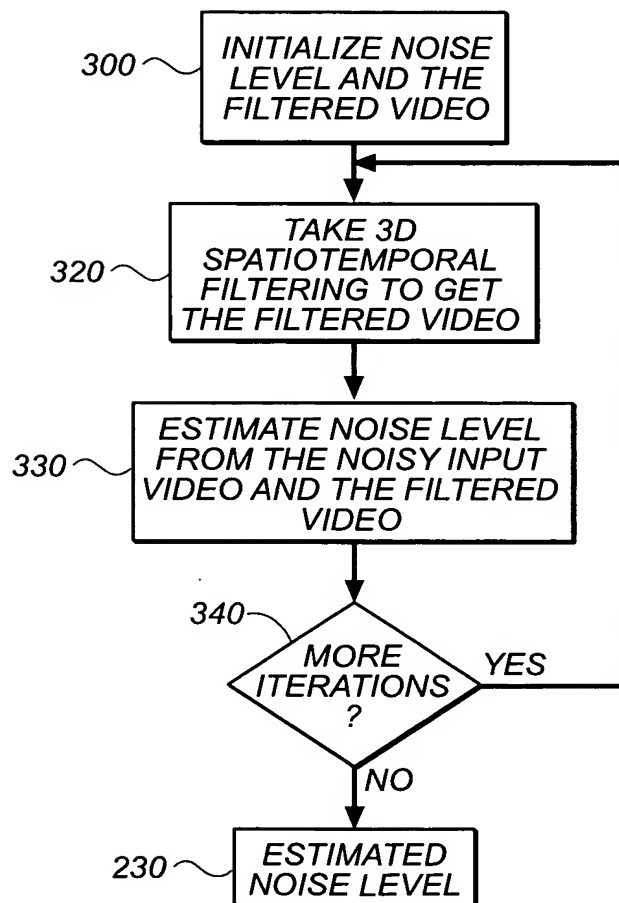 300
INITIALIZE NOISE
LEVEL AND THE
FILTERED VIDEO
320
TAKE 3D
SPATIOTEMPORAL
FILTERING TO GET
THE FILTERED VIDEO
330
ESTIMATE NOISE LEVEL
FROM THE NOISY INPUT
VIDEO AND THE FILTERED
VIDEO
340
MORE
ITERATIONS
?
YES
NO
230
ESTIMATED
NOISE LEVEL